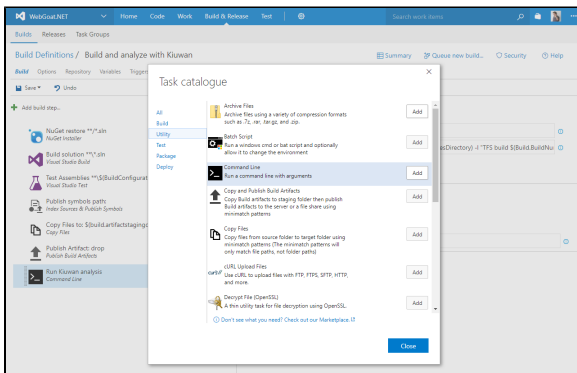 WebGoat.NET
Home
Code
Work
Build & Release
Test
Search work items
Builds
Releases
Task Groups
Build Definitions / Build and analyze with Kiuwan
Summary
Queue new build...
Security
Help
Build
Options
Repository
Variables
Triggers
Save
Undo
Add build step...
NuGet restore **/*.sln
NuGet Installer
Build solution **/*.sln
Visual Studio Build
Test Assemblies **\$(BuildConfigurat
Visual Studio Test
Publish symbols path:
Index Sources & Publish Symbols
Copy Files to: $(build.artifactstagingd
Copy Files
Publish Artifact: drop
Publish Build Artifacts
Run Kiuwan analysis
Command Line
esDirectory) -l "TFS build $(Build.BuildNu
Task catalogue
All
Build
Utility
Test
Package
Deploy
Archive Files
Archive files using a variety of compression formats
such as .7z, .rar, .tar.gz, and .zip.
Add
Batch Script
Run a windows cmd or bat script and optionally
allow it to change the environment
Add
Command Line
Run a command line with arguments
Add
Copy and Publish Build Artifacts
Copy Build artifacts to staging folder then publish
Build artifacts to the server or a file share using
minimatch patterns
Add
Copy Files
Copy files from source folder to target folder using
minimatch patterns (The minimatch patterns will
only match file paths, not folder paths)
Add
curl://
cURL Upload Files
Use cURL to upload files with FTP, FTPS, SFTP, HTTP,
and more.
Add
Decrypt File (OpenSSL)
A thin utility task for file decryption using OpenSSL.
Add
Don't see what you need? Check out our Marketplace.
Close